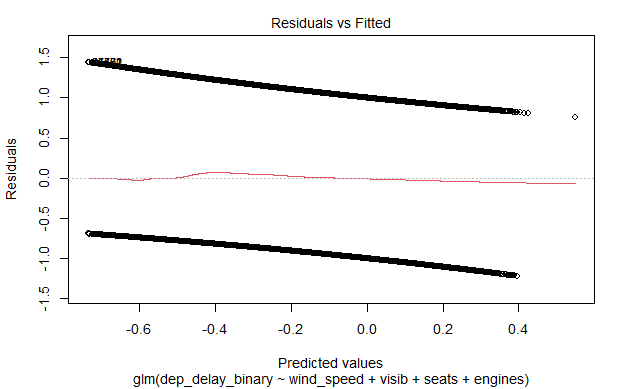 Residuals vs Fitted
Residuals
1.5
1.0
0.5
0.0
-0.5
-1.0
-1.5
-0.6 -0.4 -0.2 0.0 0.2 0.4
Predicted values
glm(dep_delay_binary ~ wind_speed + visib + seats + engines)